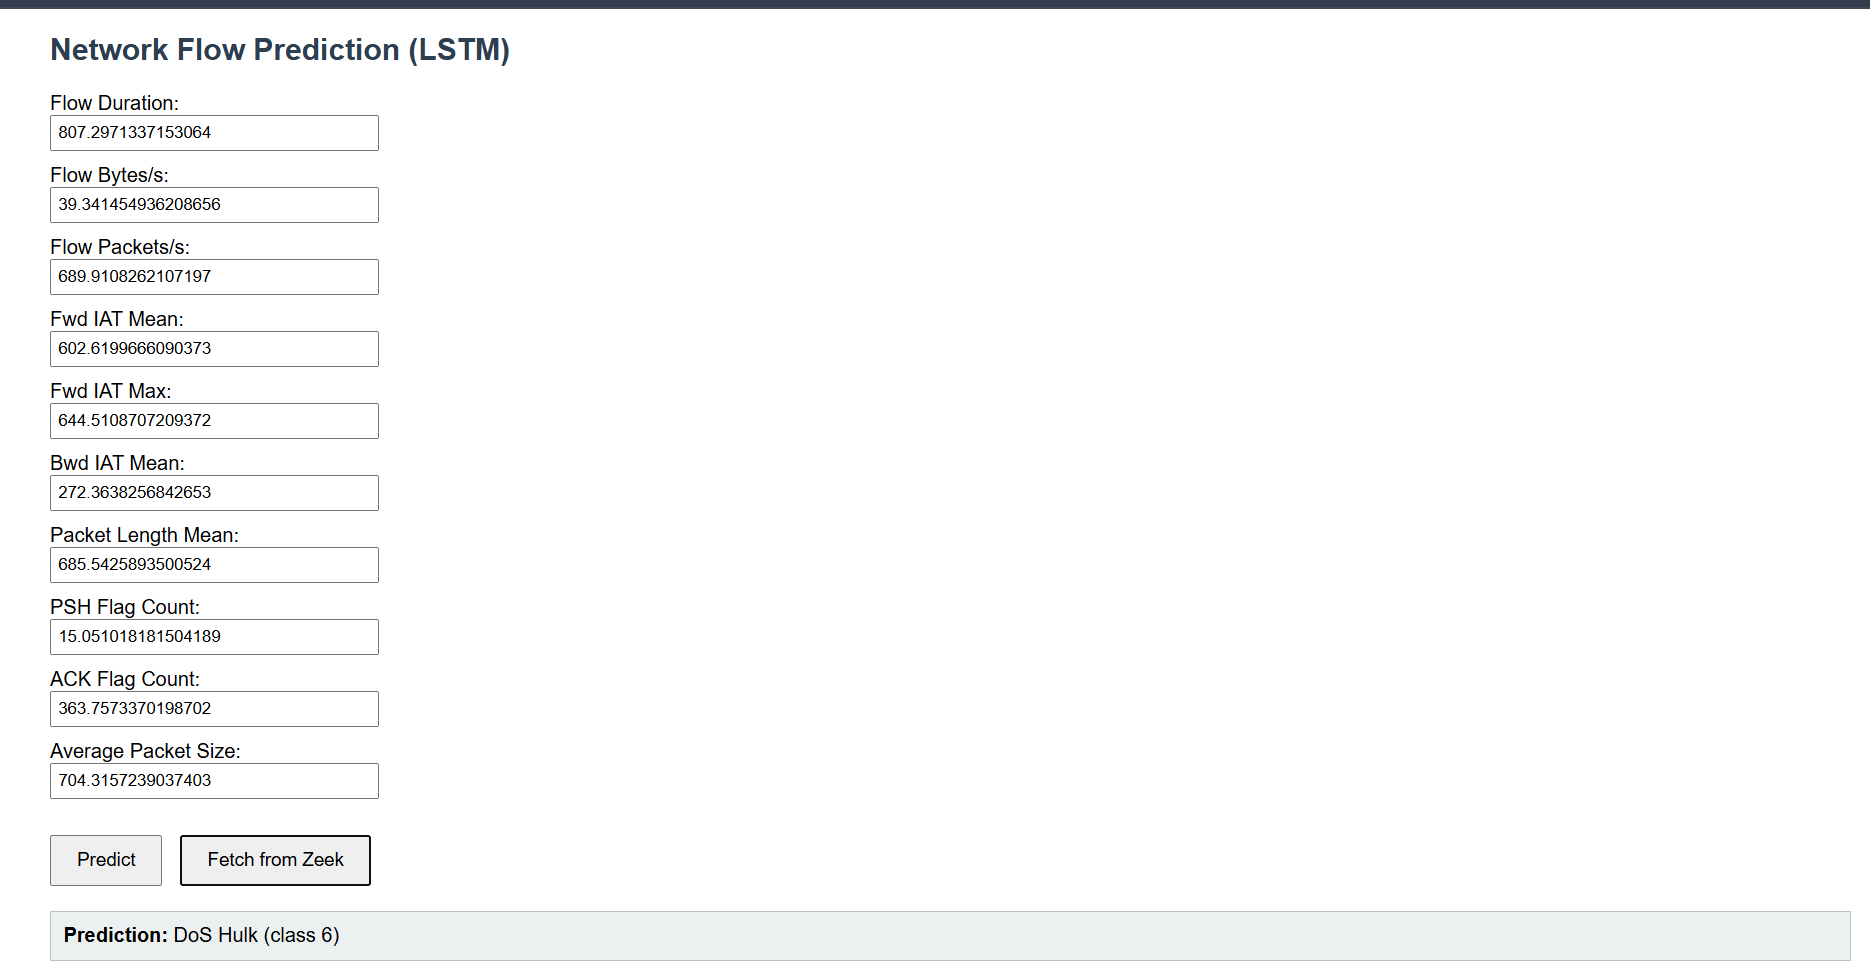 Network Flow Prediction (LSTM)
Flow Duration:
807.2971337153064
Flow Bytes/s:
39.341454936208656
Flow Packets/s:
689.9108262107197
Fwd IAT Mean:
602.6199666090373
Fwd IAT Max:
644.5108707209372
Bwd IAT Mean:
272.3638256842653
Packet Length Mean:
685.5425893500524
PSH Flag Count:
15.051018181504189
ACK Flag Count:
363.7573370198702
Average Packet Size:
704.3157239037403
Predict Fetch from Zeek
Prediction: DoS Hulk (class 6)